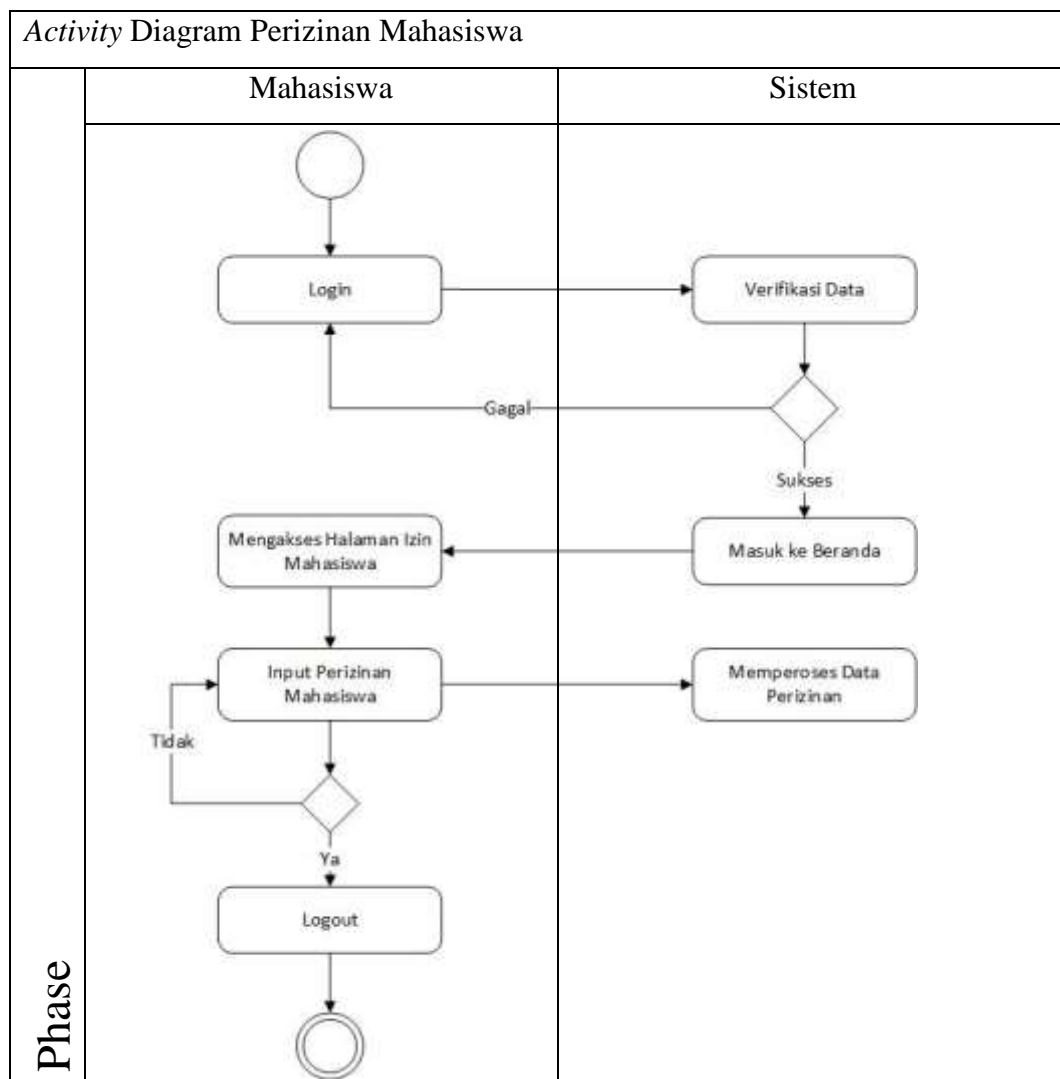 Activity Diagram Perizinan Mahasiswa
Mahasiswa
Sistem
Login
Verifikasi Data
Gagal
Sukses
Mengakses Halaman Izin
Mahasiswa
Masuk ke Beranda
Input Perizinan
Mahasiswa
Memperoses Data
Perizinan
Tidak
Ya
Logout
Phase